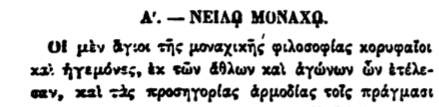 Α'. — ΝΕΙΛΩ ΜΟΝΑΧΩ.
Οἱ μὲν ἅγιοι τῆς μοναχικῆς φιλοσοφίας κορυφαῖοι
καὶ ἡγεμόνες, ἐκ τῶν ἄθλων καὶ ἀγώνων ὧν ἐτέλε-
σαν, καὶ τὰς προσηγορίας ἁρμοδίας τοῖς πράγμασι